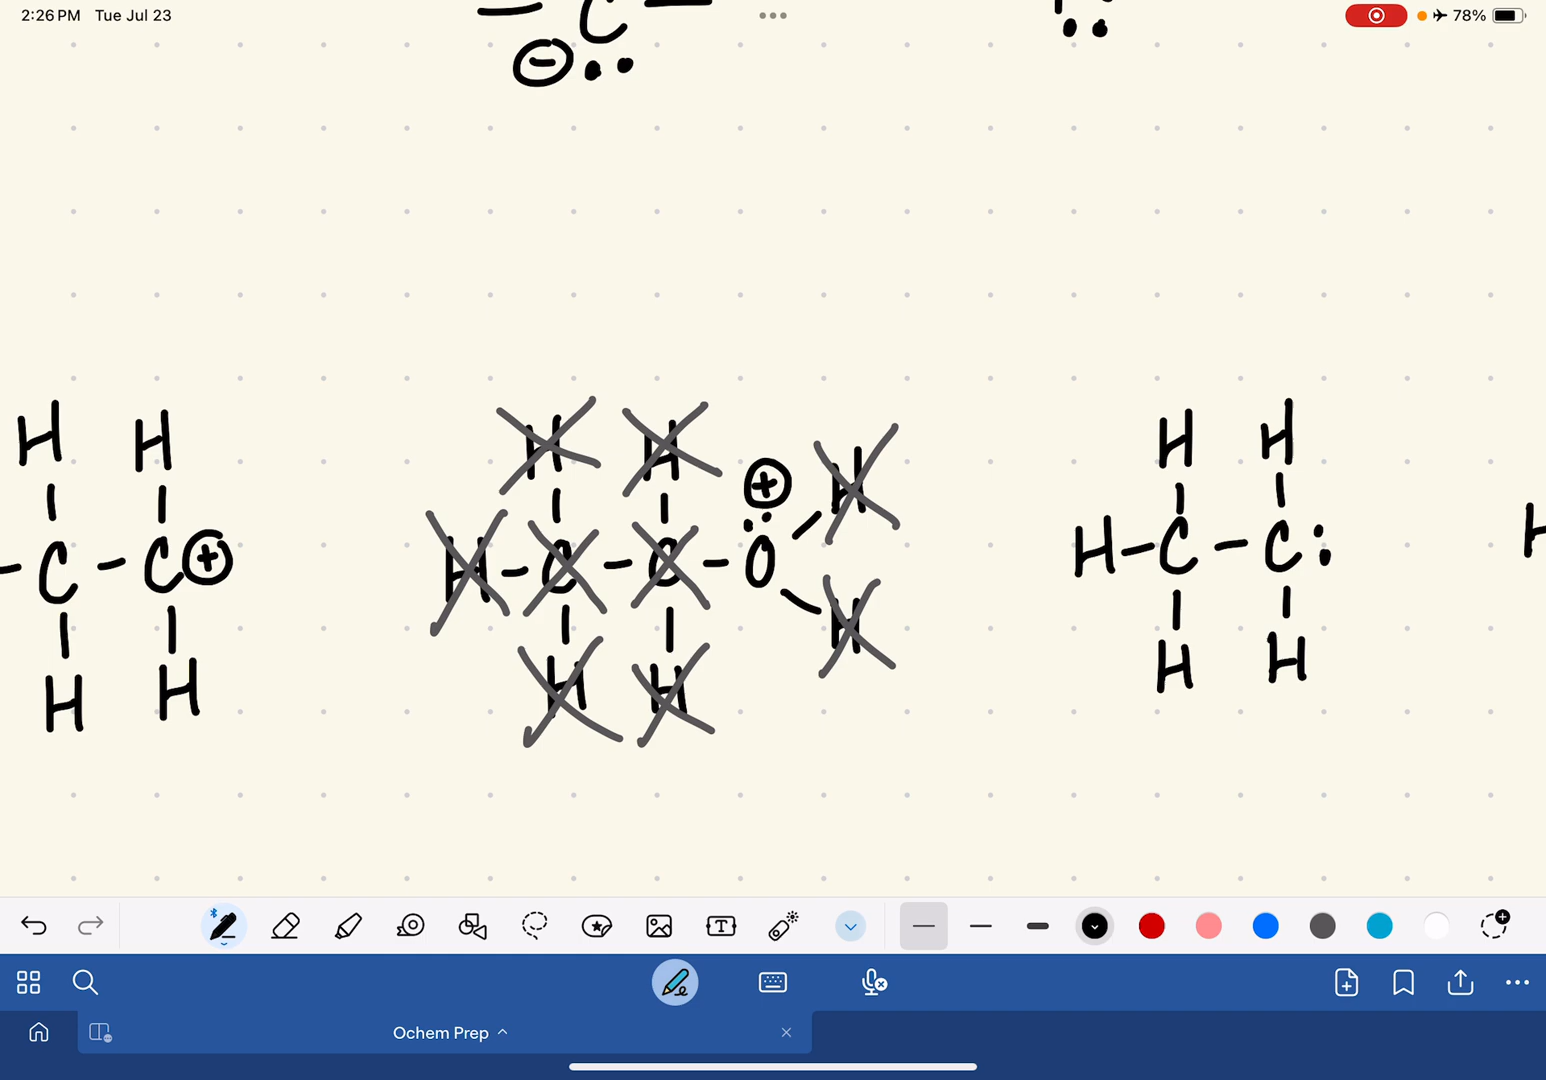 2:26 PM Tue Jul 23
78%
– C –
⊖ : 
H H
– C – C ⊕
H H
H H ⊕ H
H – C – C – O
H H H
H H
H – C – C :
H H
H
Ochem Prep